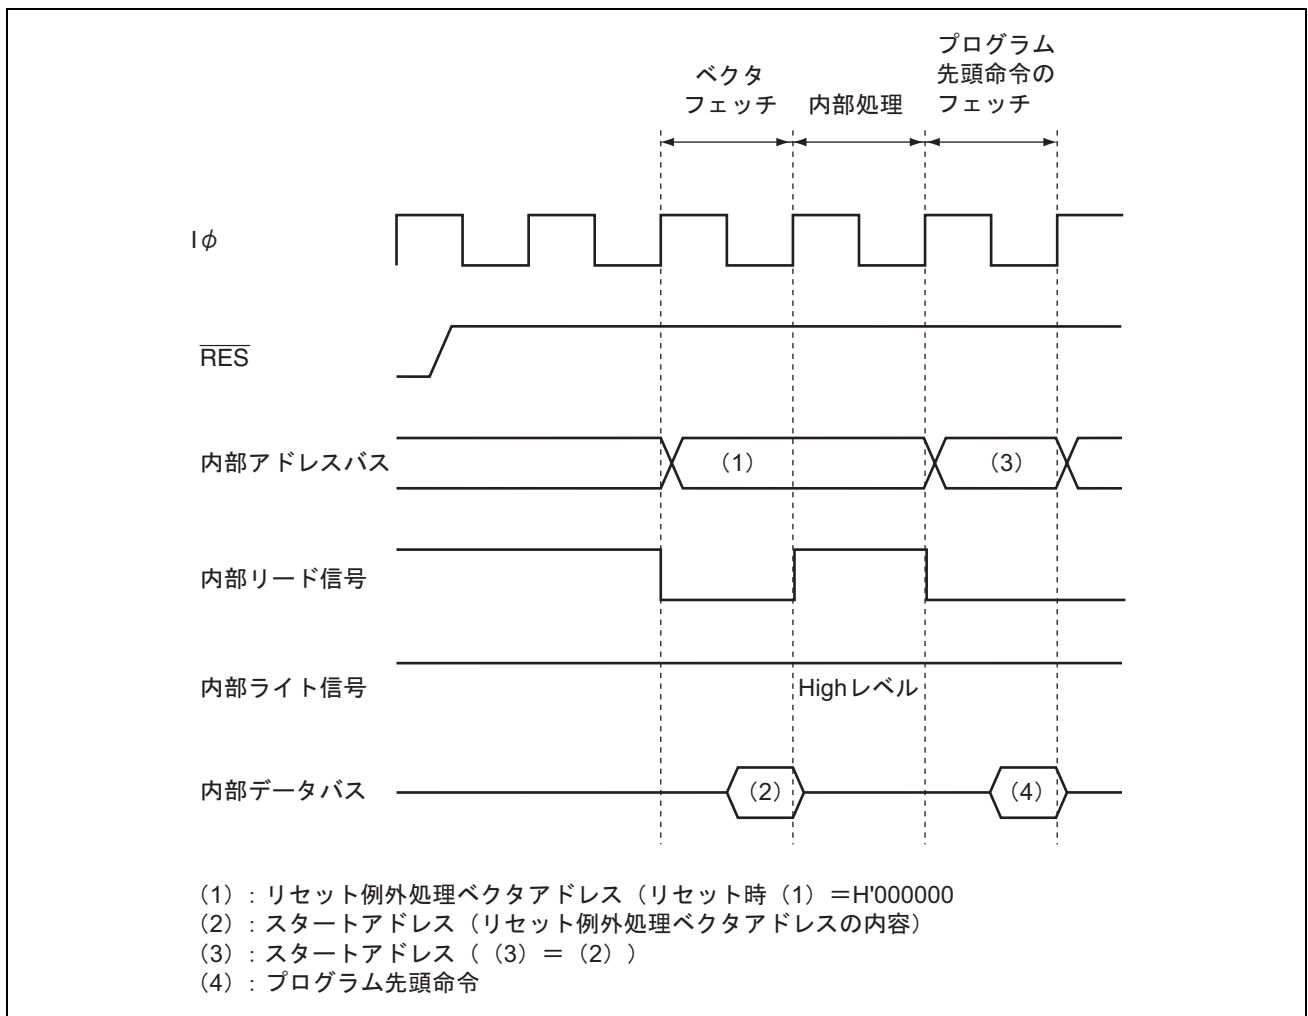 プログラム
先頭命令の
フェッチ
ベクタ
フェッチ
内部処理
Iφ
RES
内部アドレスバス
(1)
(3)
内部リード信号
内部ライト信号
Highレベル
内部データバス
(2)
(4)
(1):リセット例外処理ベクタアドレス(リセット時(1)=H'000000
(2):スタートアドレス(リセット例外処理ベクタアドレスの内容)
(3):スタートアドレス((3)=(2))
(4):プログラム先頭命令